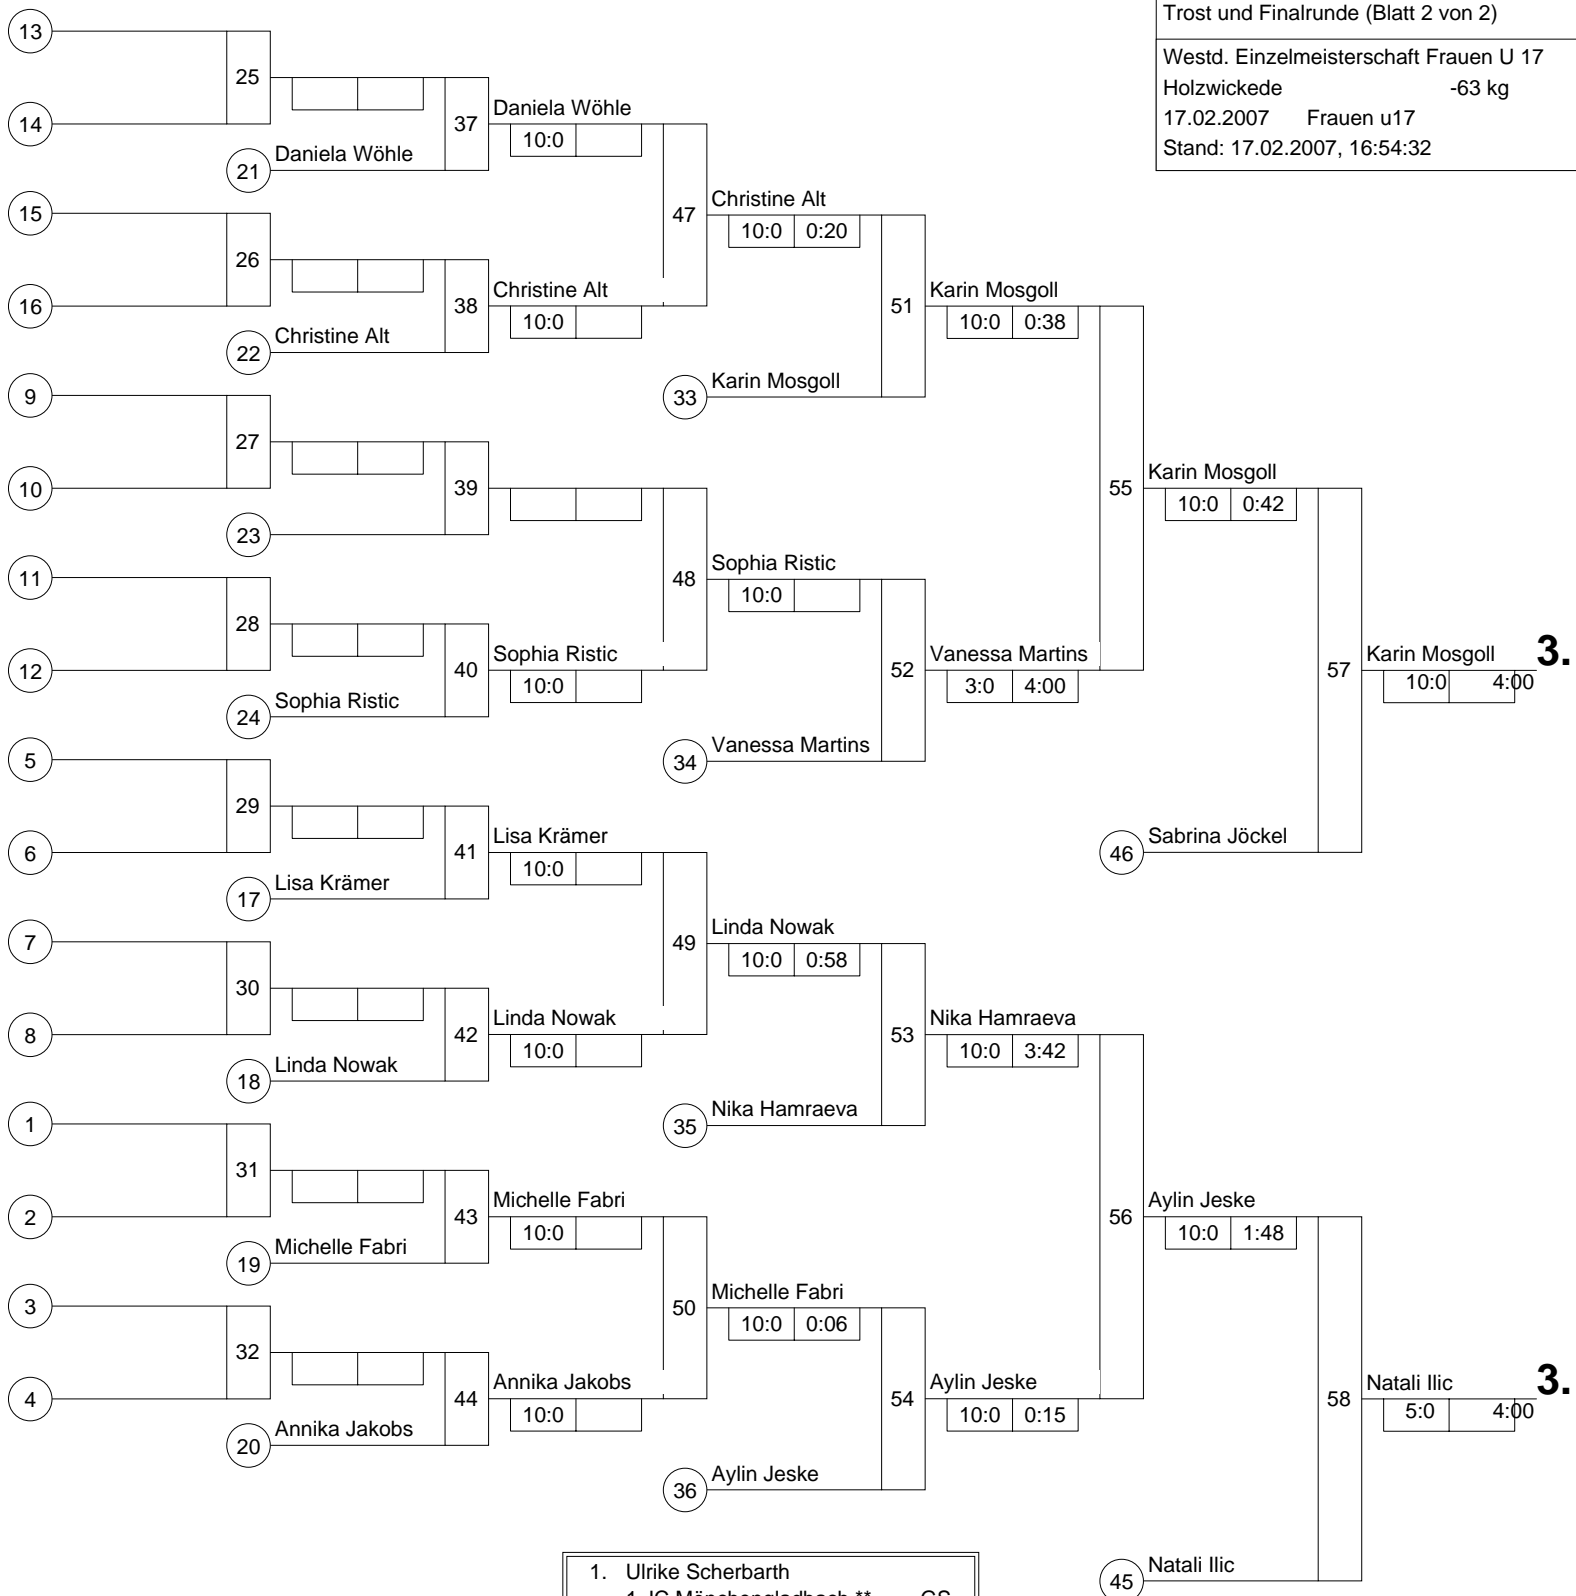 Trost und Finalrunde (Blatt 2 von 2)
Westd. Einzelmeisterschaft Frauen U 17
Holzwickede -63 kg
17.02.2007 Frauen u17
Stand: 17.02.2007, 16:54:32
13
25
14
37
Daniela Wöhle
10:0
21
Daniela Wöhle
15
26
16
38
Christine Alt
10:0
22
Christine Alt
47
Christine Alt
10:0 0:20
33
Karin Mosgoll
51
Karin Mosgoll
10:0 0:38
9
27
10
39
23
11
28
12
40
Sophia Ristic
10:0
24
Sophia Ristic
48
Sophia Ristic
10:0
34
Vanessa Martins
52
Vanessa Martins
3:0 4:00
55
Karin Mosgoll
10:0 0:42
46
Sabrina Jöckel
57
Karin Mosgoll
10:0 4:00
3.
5
29
6
41
Lisa Krämer
10:0
17
Lisa Krämer
7
30
8
42
Linda Nowak
10:0
18
Linda Nowak
49
Linda Nowak
10:0 0:58
35
Nika Hamraeva
53
Nika Hamraeva
10:0 3:42
1
31
2
43
Michelle Fabri
10:0
19
Michelle Fabri
3
32
4
44
Annika Jakobs
10:0
20
Annika Jakobs
50
Michelle Fabri
10:0 0:06
36
Aylin Jeske
54
Aylin Jeske
10:0 0:15
56
Aylin Jeske
10:0 1:48
45
Natali Ilic
58
Natali Ilic
5:0 4:00
3.
1. Ulrike Scherbarth
1.JC Mönchengladbach ** GS